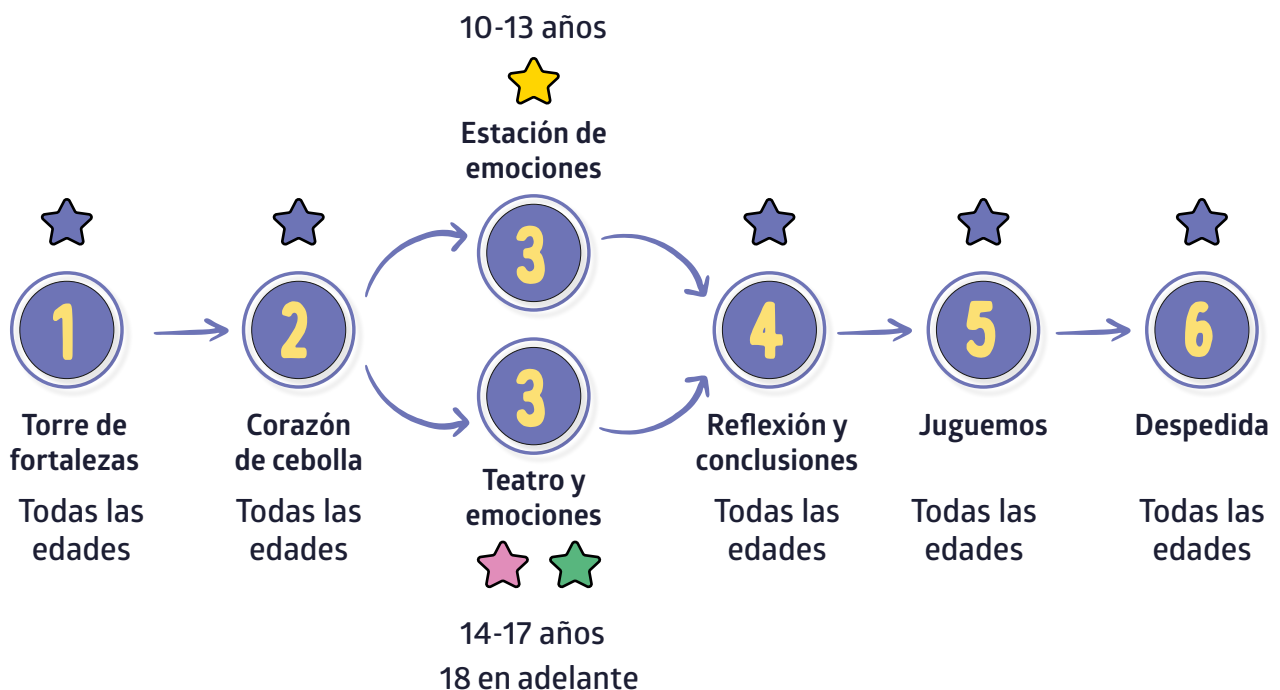 10-13 años
Estación de
emociones
3
1
Torre de
fortalezas
Todas las
edades
2
Corazón
de cebolla
Todas las
edades
3
Teatro y
emociones
14-17 años
18 en adelante
4
Reflexión y
conclusiones
Todas las
edades
5
Juguemos
Todas las
edades
6
Despedida
Todas las
edades